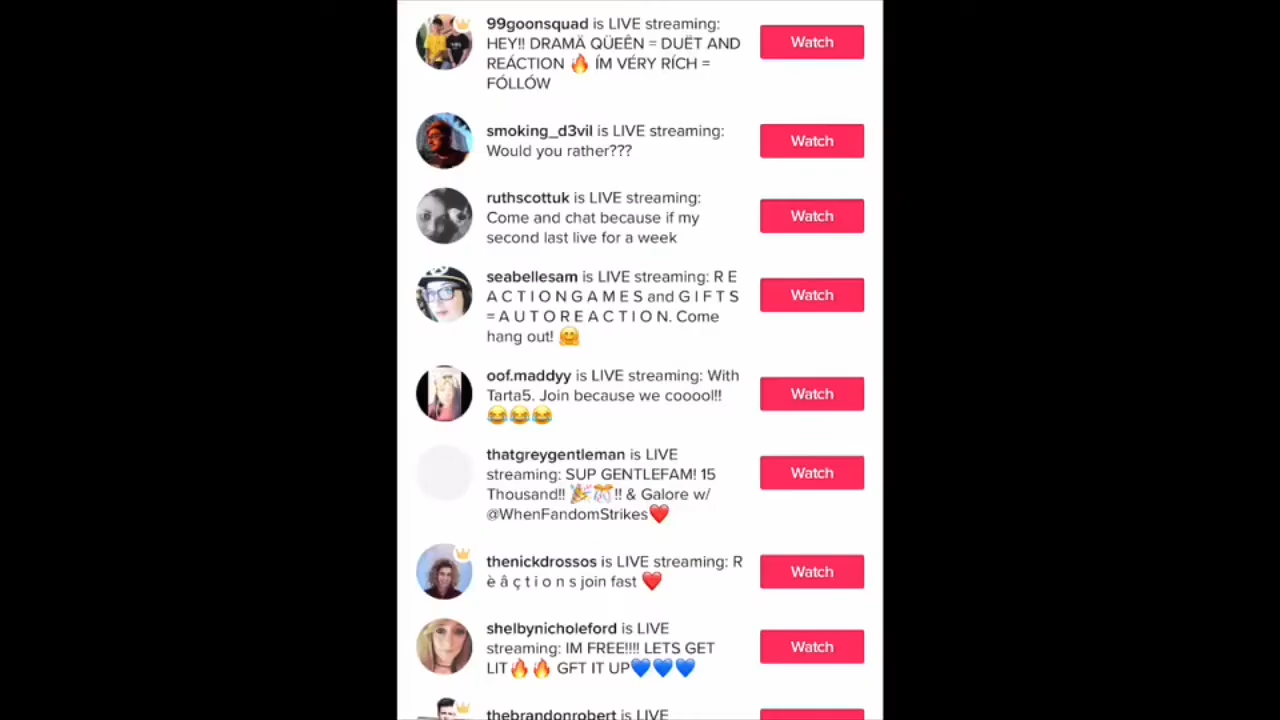 99goonsquad is LIVE streaming:
HEY!! DRAMÄ QÜEÊN = DUËT AND
REÁCTION 🔥 ÍM VÉRY RÍCH =
FÓLLÓW
Watch
smoking_d3vil is LIVE streaming:
Would you rather???
Watch
ruthscottuk is LIVE streaming:
Come and chat because if my
second last live for a week
Watch
seabellesam is LIVE streaming: R E
A C T I O N G A M E S and G I F T S
= A U T O R E A C T I O N. Come
hang out! 🤗
Watch
oof.maddyy is LIVE streaming: With
Tarta5. Join because we cooool!!
😂😂😂
Watch
thatgreygentleman is LIVE
streaming: SUP GENTLEFAM! 15
Thousand!! 🎉🎊!! & Galore w/
@WhenFandomStrikes❤️
Watch
thenickdrossos is LIVE streaming: R
è â ç t i o n s join fast ❤️
Watch
shelbynicholeford is LIVE
streaming: IM FREE!!!! LETS GET
LIT🔥🔥 GFT IT UP💙💙💙
Watch
thebrandonrobert is LIVE